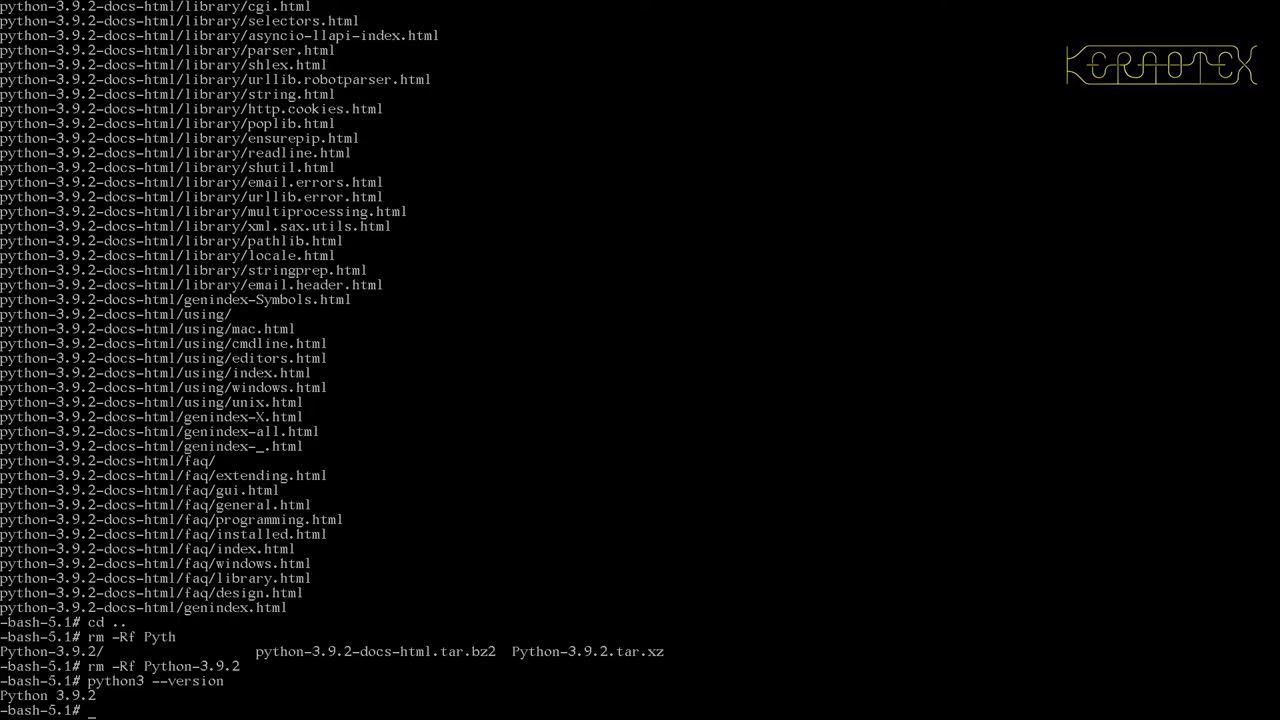 python-3.9.2-docs-html/library/cgi.html
python-3.9.2-docs-html/library/selectors.html
python-3.9.2-docs-html/library/asyncio-llapi-index.html
python-3.9.2-docs-html/library/parser.html
python-3.9.2-docs-html/library/shlex.html
python-3.9.2-docs-html/library/urllib.robotparser.html
python-3.9.2-docs-html/library/string.html
python-3.9.2-docs-html/library/http.cookies.html
python-3.9.2-docs-html/library/poplib.html
python-3.9.2-docs-html/library/ensurepip.html
python-3.9.2-docs-html/library/readline.html
python-3.9.2-docs-html/library/shutil.html
python-3.9.2-docs-html/library/email.errors.html
python-3.9.2-docs-html/library/urllib.error.html
python-3.9.2-docs-html/library/multiprocessing.html
python-3.9.2-docs-html/library/xml.sax.utils.html
python-3.9.2-docs-html/library/pathlib.html
python-3.9.2-docs-html/library/locale.html
python-3.9.2-docs-html/library/stringprep.html
python-3.9.2-docs-html/library/email.header.html
python-3.9.2-docs-html/genindex-Symbols.html
python-3.9.2-docs-html/using/
python-3.9.2-docs-html/using/mac.html
python-3.9.2-docs-html/using/cmdline.html
python-3.9.2-docs-html/using/editors.html
python-3.9.2-docs-html/using/index.html
python-3.9.2-docs-html/using/windows.html
python-3.9.2-docs-html/using/unix.html
python-3.9.2-docs-html/genindex-X.html
python-3.9.2-docs-html/genindex-all.html
python-3.9.2-docs-html/genindex-_.html
python-3.9.2-docs-html/faq/
python-3.9.2-docs-html/faq/extending.html
python-3.9.2-docs-html/faq/gui.html
python-3.9.2-docs-html/faq/general.html
python-3.9.2-docs-html/faq/programming.html
python-3.9.2-docs-html/faq/installed.html
python-3.9.2-docs-html/faq/index.html
python-3.9.2-docs-html/faq/windows.html
python-3.9.2-docs-html/faq/library.html
python-3.9.2-docs-html/faq/design.html
python-3.9.2-docs-html/genindex.html
-bash-5.1# cd ..
-bash-5.1# rm -Rf Pyth
Python-3.9.2/ python-3.9.2-docs-html.tar.bz2 Python-3.9.2.tar.xz
-bash-5.1# rm -Rf Python-3.9.2
-bash-5.1# python3 --version
Python 3.9.2
-bash-5.1# _
KERNOTEX